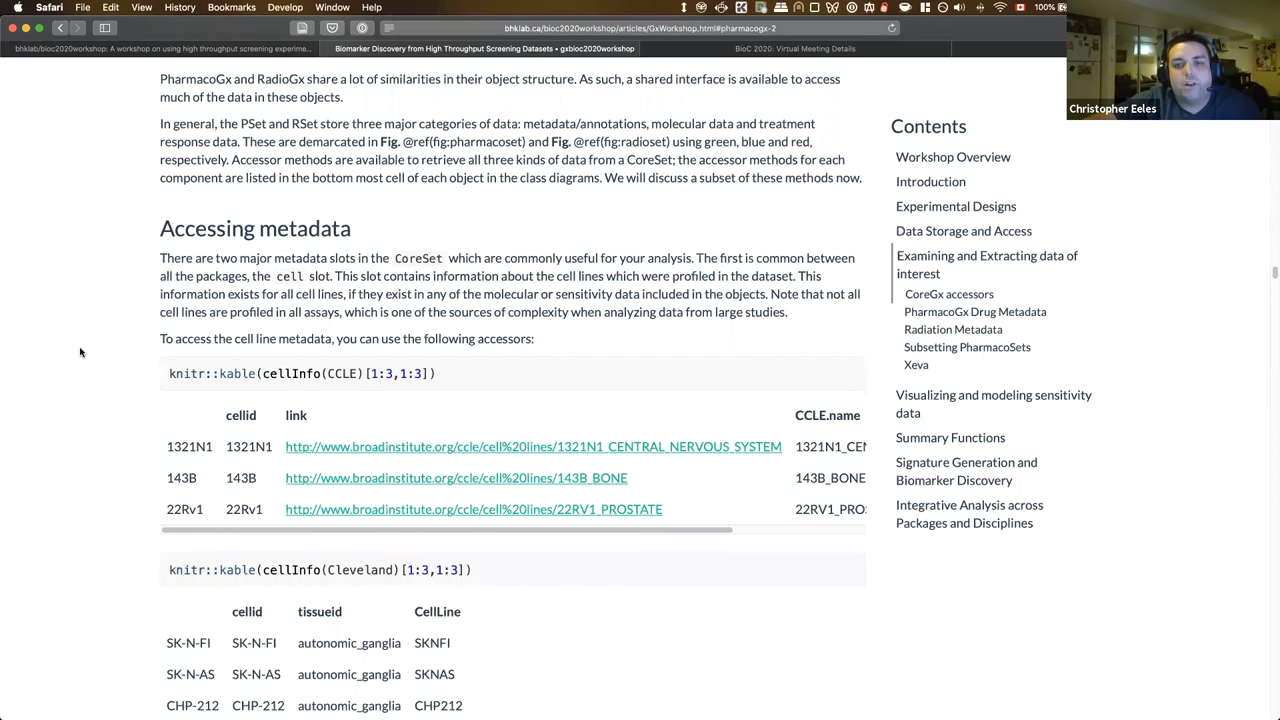 Safari File Edit View History Bookmarks Develop Window Help
100%
bhklab/bioc2020workshop/articles/GxWorkshop.html#pharmacogx-2
bhklab/bioc2020workshop: A workshop on using high throughput screening experime...
Biomarker Discovery from High Throughput Screening Datasets • gxbioc2020workshop
BioC 2020: Virtual Meeting Details
Christopher Eeles
PharmacoGx and RadioGx share a lot of similarities in their object structure. As such, a shared interface is available to access
much of the data in these objects.
In general, the PSet and RSet store three major categories of data: metadata/annotations, molecular data and treatment
response data. These are demarcated in Fig. @ref(fig:pharmacoset) and Fig. @ref(fig:radioset) using green, blue and red,
respectively. Accessor methods are available to retrieve all three kinds of data from a CoreSet; the accessor methods for each
component are listed in the bottom most cell of each object in the class diagrams. We will discuss a subset of these methods now.
Accessing metadata
There are two major metadata slots in the CoreSet which are commonly useful for your analysis. The first is common between
all the packages, the cell slot. This slot contains information about the cell lines which were profiled in the dataset. This
information exists for all cell lines, if they exist in any of the molecular or sensitivity data included in the objects. Note that not all
cell lines are profiled in all assays, which is one of the sources of complexity when analyzing data from large studies.
To access the cell line metadata, you can use the following accessors:
knitr::kable(cellInfo(CCLE)[1:3,1:3])
cellid link CCLE.name
1321N1 1321N1 http://www.broadinstitute.org/ccle/cell%20lines/1321N1_CENTRAL_NERVOUS_SYSTEM 1321N1_CEN
143B 143B http://www.broadinstitute.org/ccle/cell%20lines/143B_BONE 143B_BONE
22Rv1 22Rv1 http://www.broadinstitute.org/ccle/cell%20lines/22RV1_PROSTATE 22RV1_PRO
knitr::kable(cellInfo(Cleveland)[1:3,1:3])
cellid tissueid CellLine
SK-N-FI SK-N-FI autonomic_ganglia SKNFI
SK-N-AS SK-N-AS autonomic_ganglia SKNAS
CHP-212 CHP-212 autonomic_ganglia CHP212
Contents
Workshop Overview
Introduction
Experimental Designs
Data Storage and Access
Examining and Extracting data of
interest
CoreGx accessors
PharmacoGx Drug Metadata
Radiation Metadata
Subsetting PharmacoSets
Xeva
Visualizing and modeling sensitivity
data
Summary Functions
Signature Generation and
Biomarker Discovery
Integrative Analysis across
Packages and Disciplines